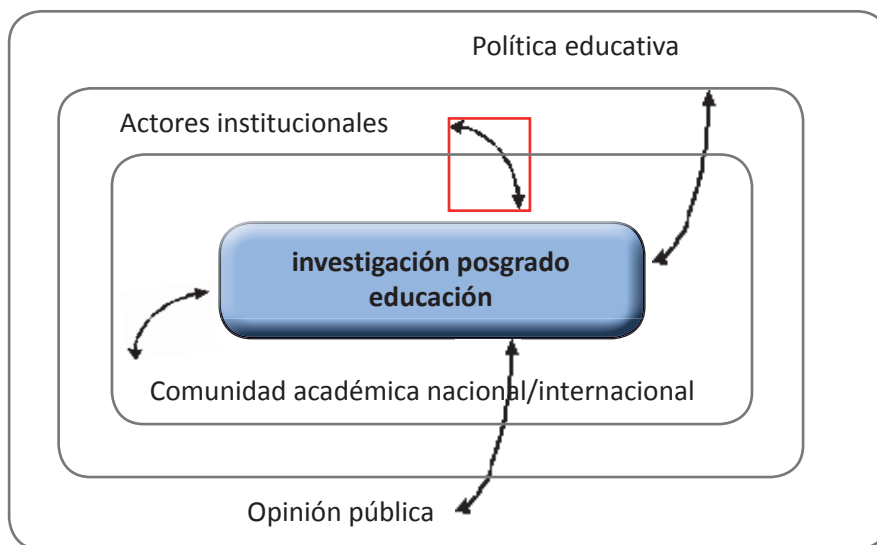 Política educativa
Actores institucionales
investigación posgrado
educación
Comunidad académica nacional/internacional
Opinión pública